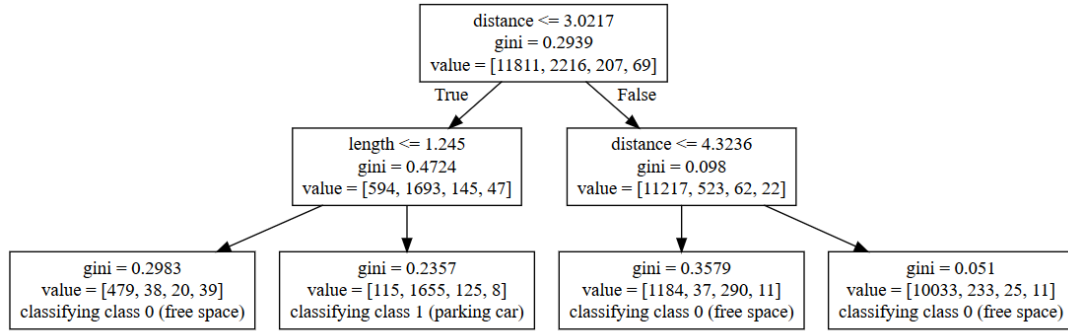 distance <= 3.0217
gini = 0.2939
value = [11811, 2216, 207, 69]
True
False
length <= 1.245
gini = 0.4724
value = [594, 1693, 145, 47]
distance <= 4.3236
gini = 0.098
value = [11217, 523, 62, 22]
gini = 0.2983
value = [479, 38, 20, 39]
classifying class 0 (free space)
gini = 0.2357
value = [115, 1655, 125, 8]
classifying class 1 (parking car)
gini = 0.3579
value = [1184, 37, 290, 11]
classifying class 0 (free space)
gini = 0.051
value = [10033, 233, 25, 11]
classifying class 0 (free space)